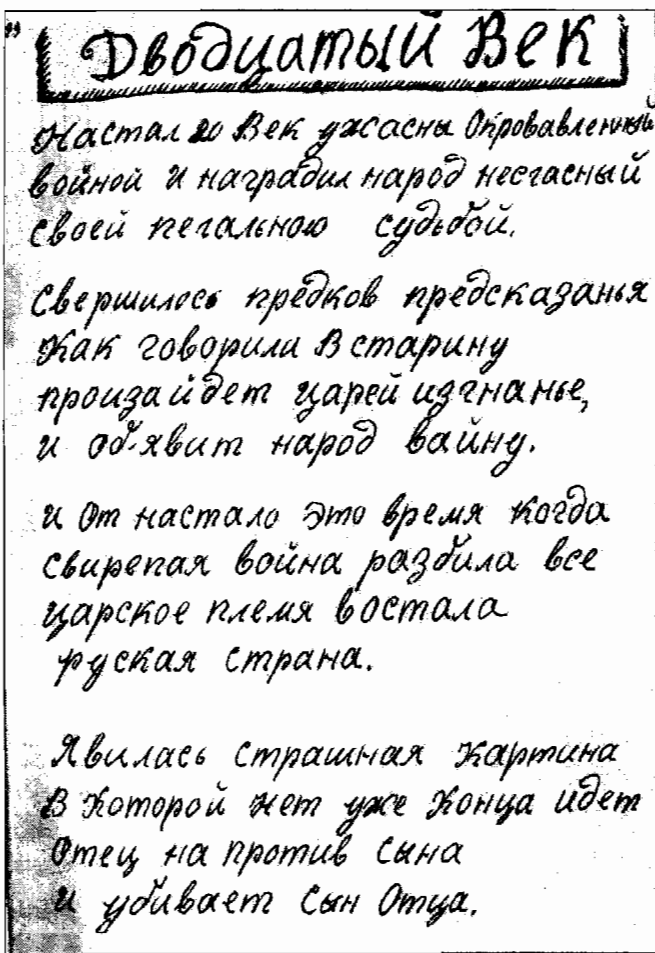 " Двадцатый Век
Настал 20 Век ужасны Окровавленный
войной и наградил народ несчасный
своей печальною судьбой.
Свершилось предков предсказанья
Как говорили в старину
произайдет царей изгнанье,
и объявит народ вайну.
и От настало это время когда
свирепая война разбила все
царское племя востала
руская страна.
Явилась страшная картина
В Которой нет уже Конца идет
Отец на против сына
и убивает сын Отца.